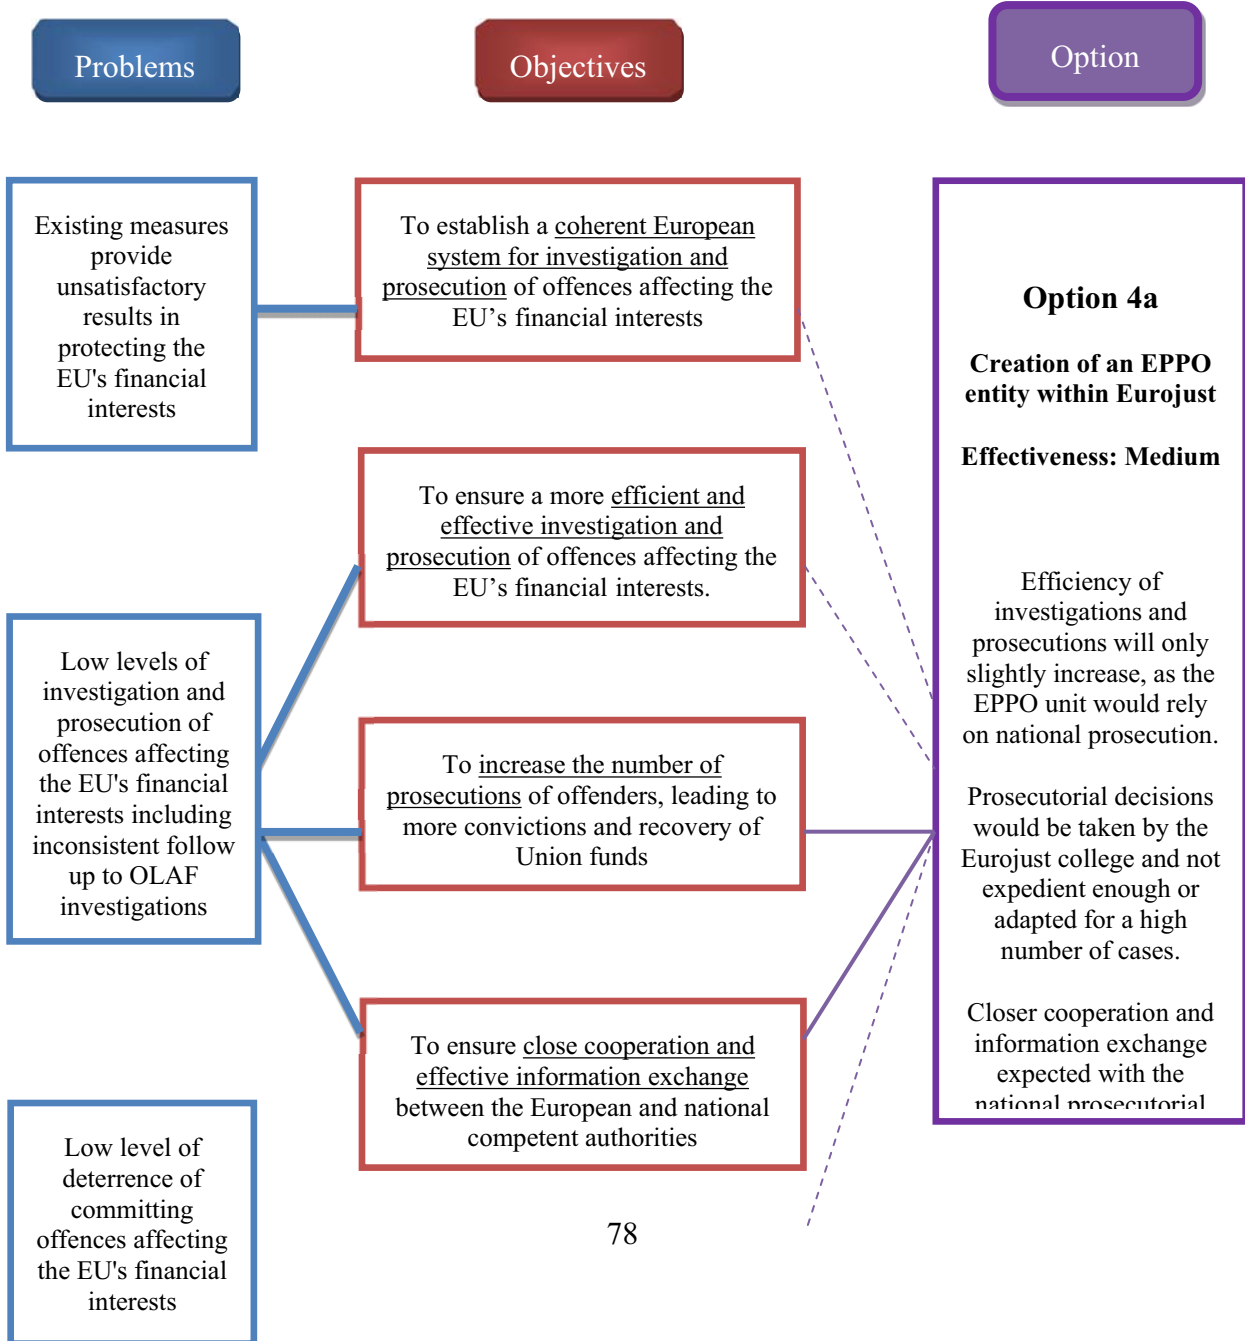 Problems
Objectives
Option
Existing measures
provide
unsatisfactory
results in
protecting the
EU's financial
interests
To establish a coherent European
system for investigation and
prosecution of offences affecting the
EU’s financial interests
Option 4a
Creation of an EPPO
entity within Eurojust
Effectiveness: Medium
Efficiency of
investigations and
prosecutions will only
slightly increase, as the
EPPO unit would rely
on national prosecution.
Prosecutorial decisions
would be taken by the
Eurojust college and not
expedient enough or
adapted for a high
number of cases.
Closer cooperation and
information exchange
expected with the
national prosecutorial
To ensure a more efficient and
effective investigation and
prosecution of offences affecting the
EU’s financial interests.
Low levels of
investigation and
prosecution of
offences affecting
the EU's financial
interests including
inconsistent follow
up to OLAF
investigations
To increase the number of
prosecutions of offenders, leading to
more convictions and recovery of
Union funds
To ensure close cooperation and
effective information exchange
between the European and national
competent authorities
Low level of
deterrence of
committing
offences affecting
the EU's financial
interests
78